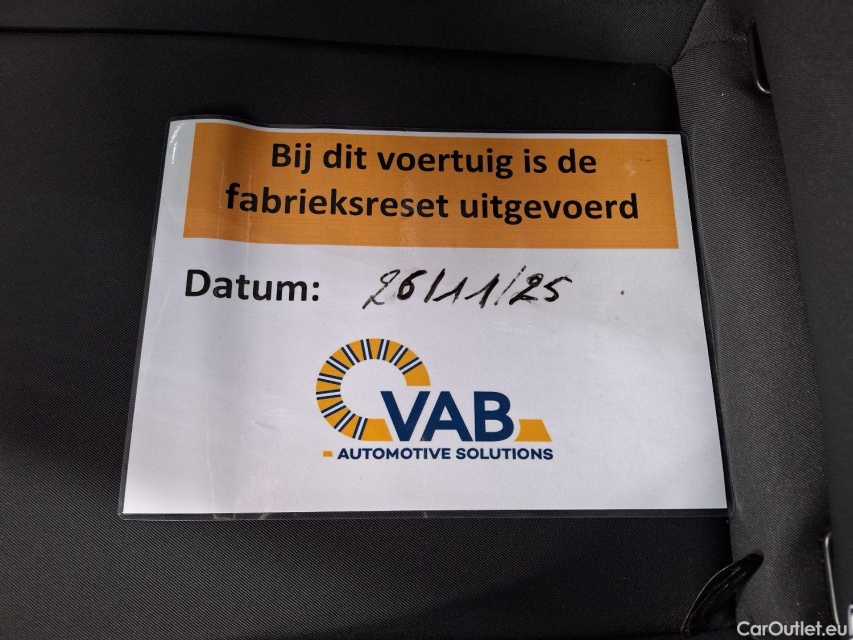 Bij dit voertuig is de
fabrieksreset uitgevoerd
Datum: 26/11/25
VAB
AUTOMOTIVE SOLUTIONS
CarOutlet.eu